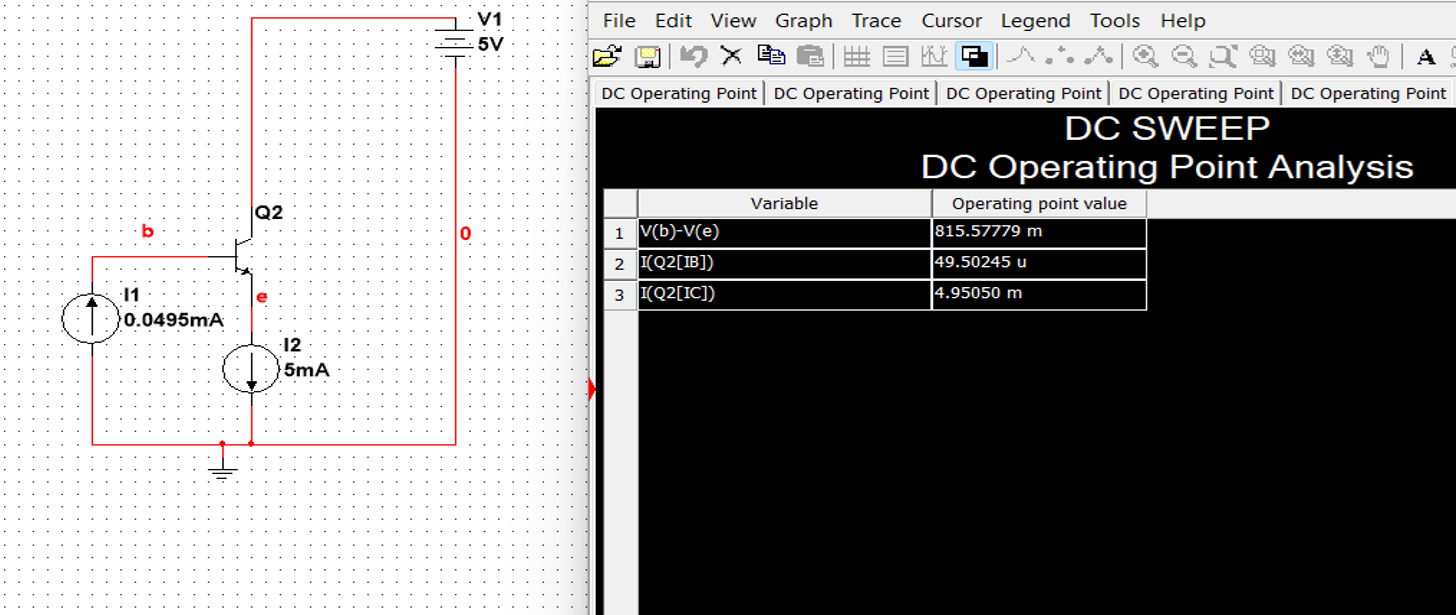 V1
5V
Q2
b
0
I1
0.0495mA
e
I2
5mA
File Edit View Graph Trace Cursor Legend Tools Help
A
DC Operating Point DC Operating Point DC Operating Point DC Operating Point DC Operating Point
DC SWEEP
DC Operating Point Analysis
Variable Operating point value
1 V(b)-V(e) 815.57779 m
2 I(Q2[IB]) 49.50245 u
3 I(Q2[IC]) 4.95050 m